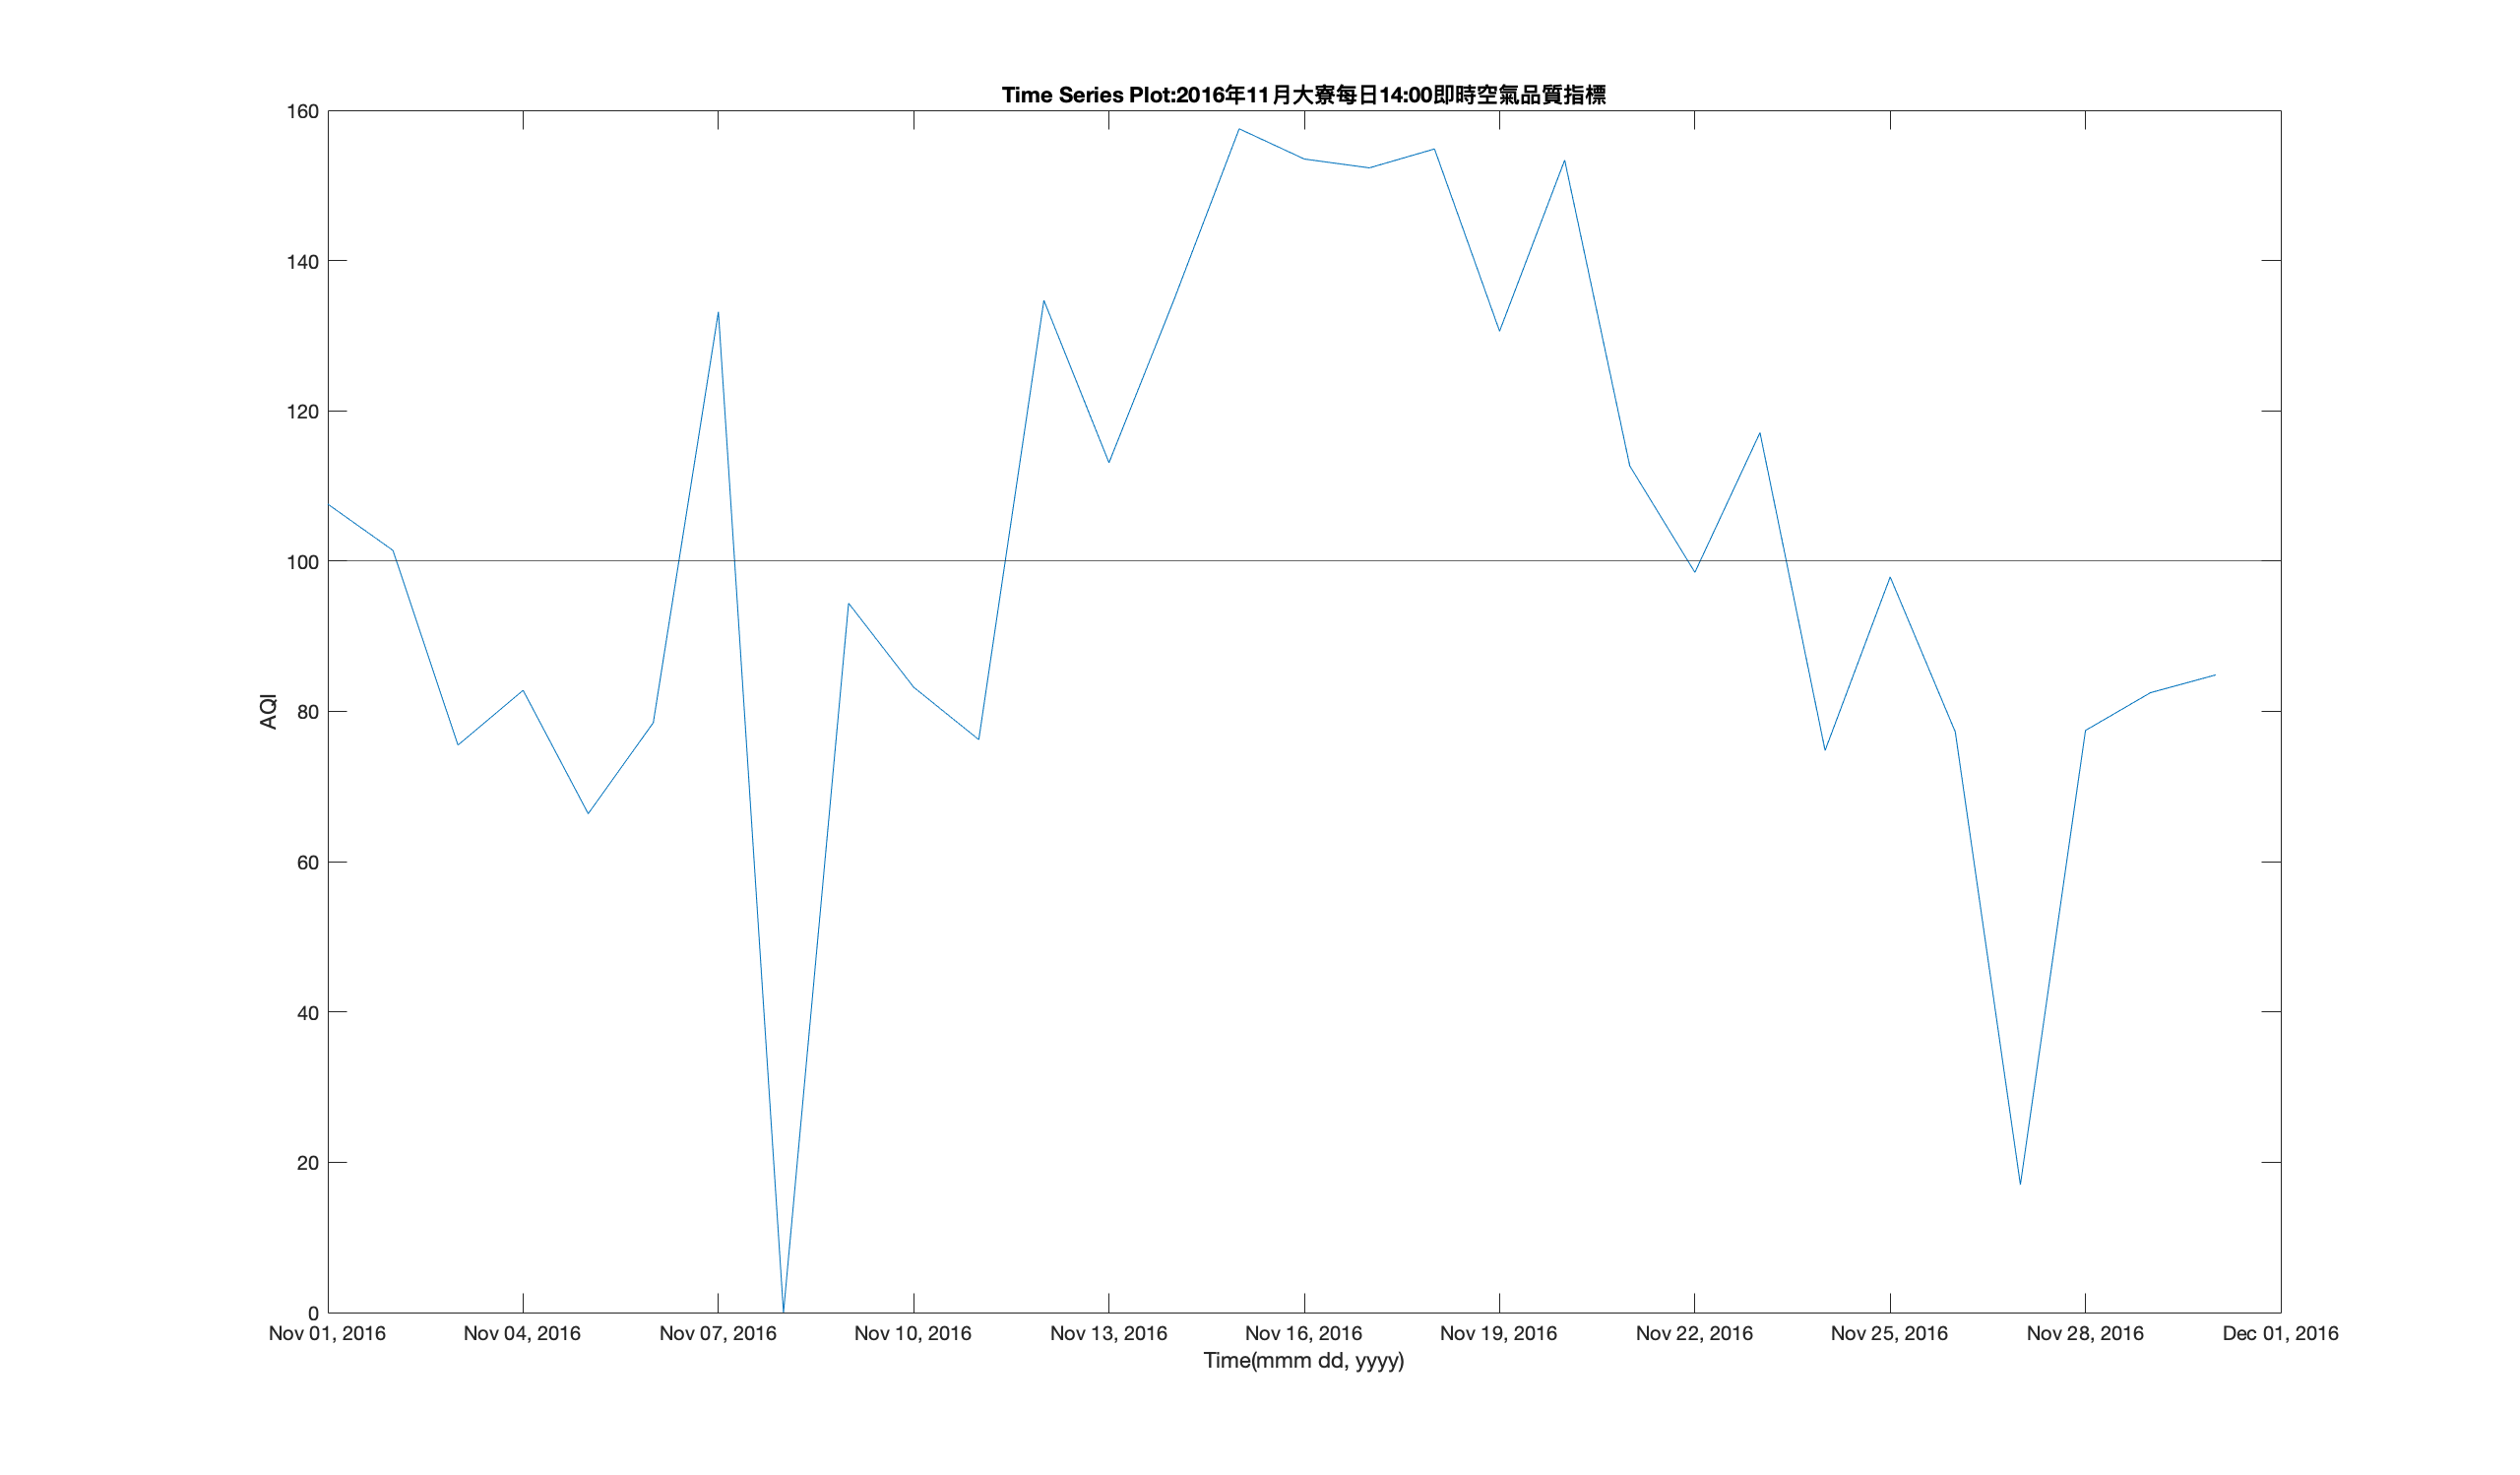 Time Series Plot:2016年11月大寮每日14:00即時空氣品質指標
160
140
120
100
80
60
40
20
0
AQI
Nov 01, 2016 Nov 04, 2016 Nov 07, 2016 Nov 10, 2016 Nov 13, 2016 Nov 16, 2016 Nov 19, 2016 Nov 22, 2016 Nov 25, 2016 Nov 28, 2016 Dec 01, 2016
Time(mmm dd, yyyy)